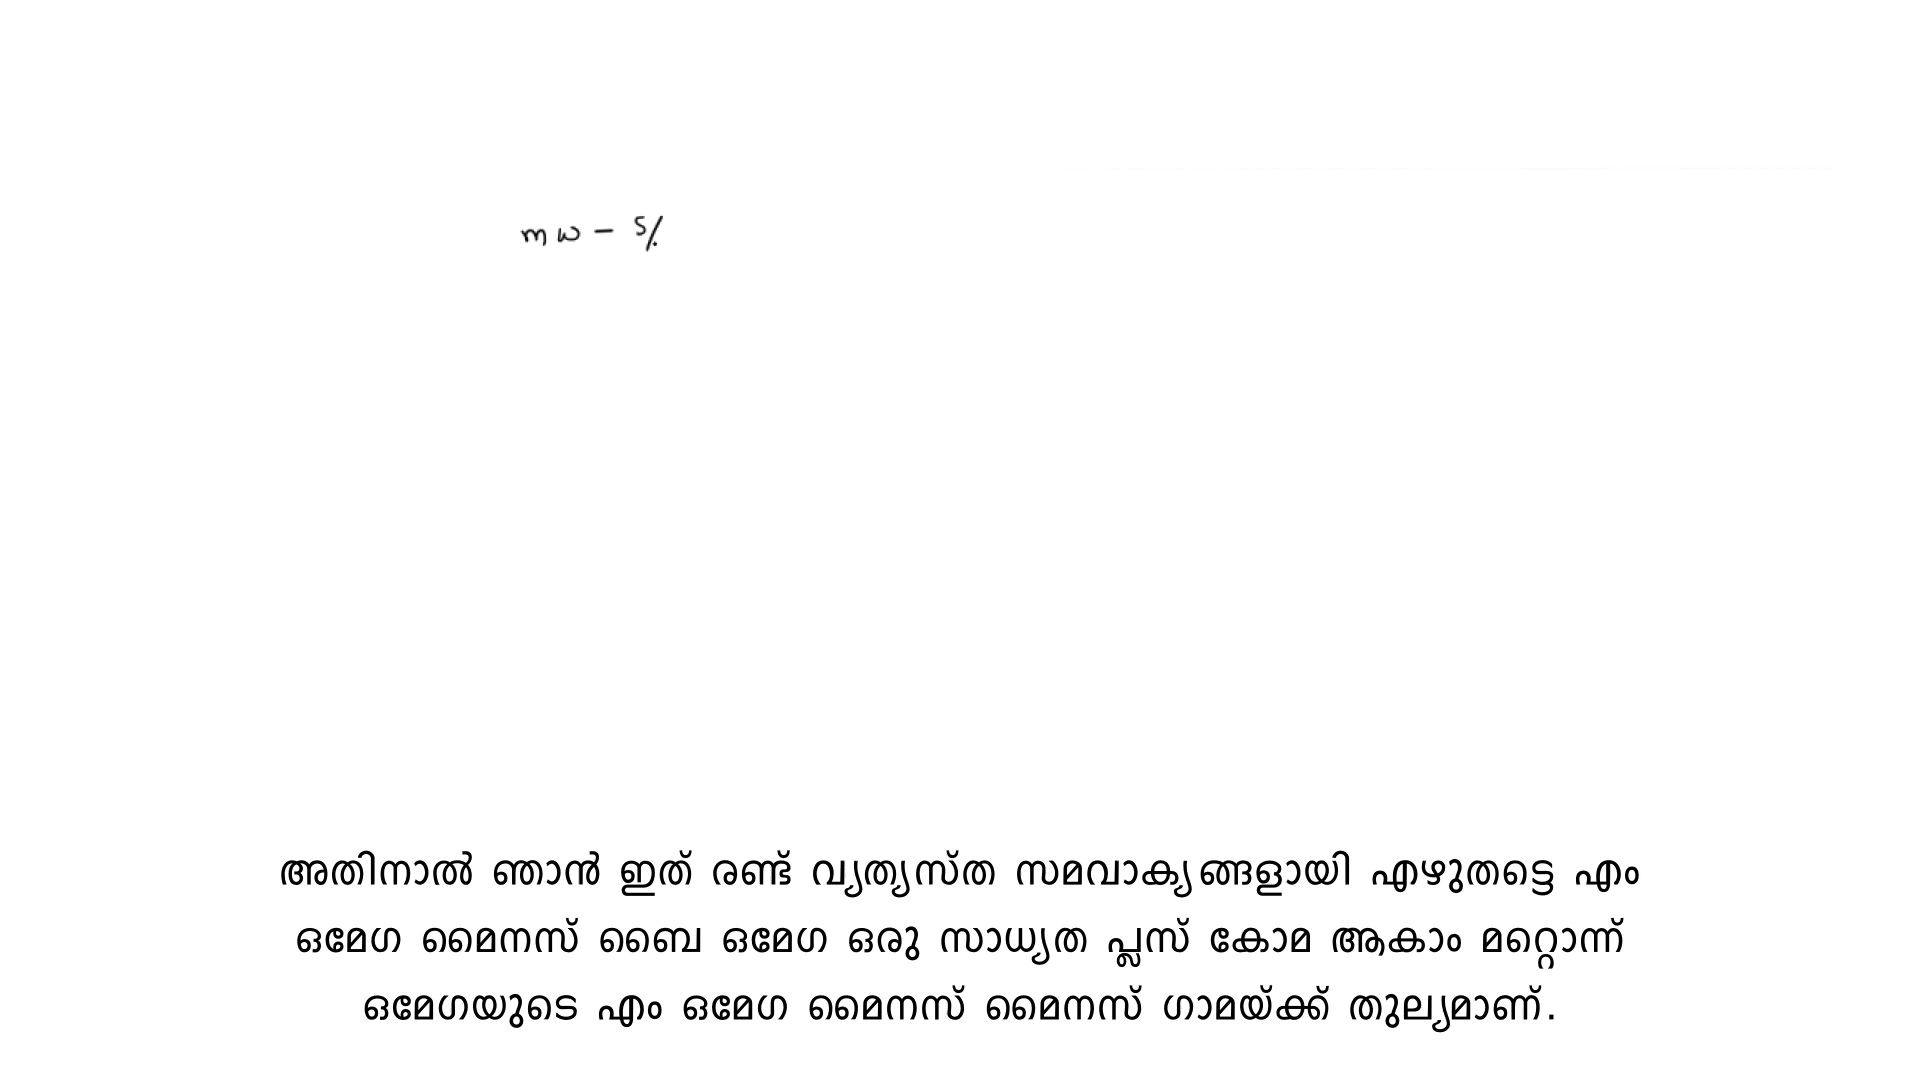 mω - s/.
അതിനാൽ ഞാൻ ഇത് രണ്ട് വ്യത്യസ്ത സമവാക്യങ്ങളായി എഴുതട്ടെ എം
ഒമേഗ മൈനസ് ബൈ ഒമേഗ ഒരു സാധ്യത പ്ലസ് കോമ ആകാം മറ്റൊന്ന്
ഒമേഗയുടെ എം ഒമേഗ മൈനസ് മൈനസ് ഗാമയ്ക്ക് തുല്യമാണ്.